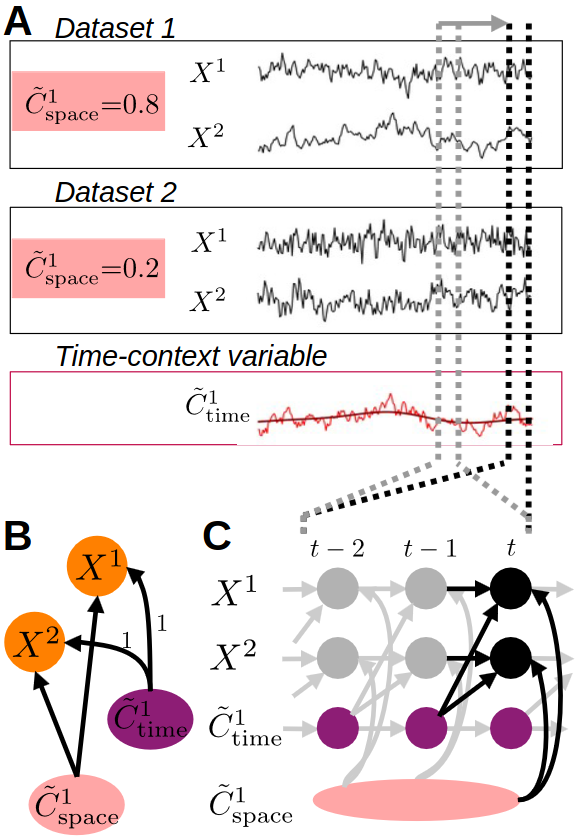 A
Dataset 1
X¹
C̃¹space=0.8
X²
Dataset 2
X¹
C̃¹space=0.2
X²
Time-context variable
C̃¹time
B
C
t − 2
t − 1
t
X¹
X¹
1
X²
1
X²
C̃¹time
C̃¹time
C̃¹space
C̃¹space